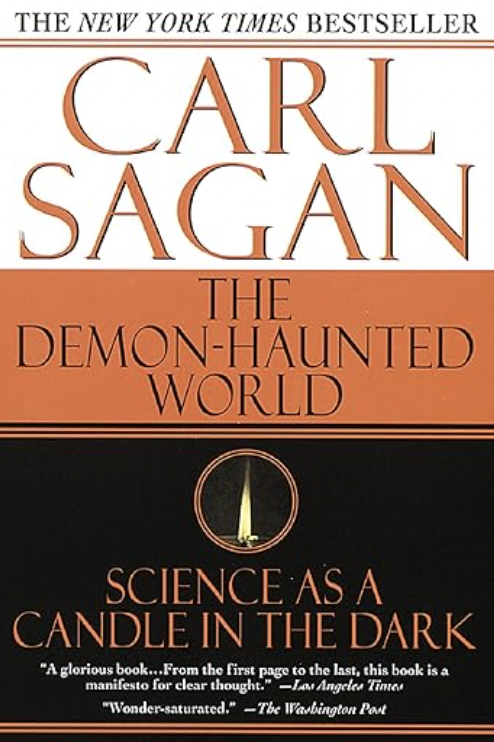 THE NEW YORK TIMES BESTSELLER
CARL
SAGAN
THE
DEMON-HAUNTED
WORLD
SCIENCE AS A
CANDLE IN THE DARK
"A glorious book...From the first page to the last, this book is a
manifesto for clear thought." —Los Angeles Times
"Wonder-saturated." —The Washington Post